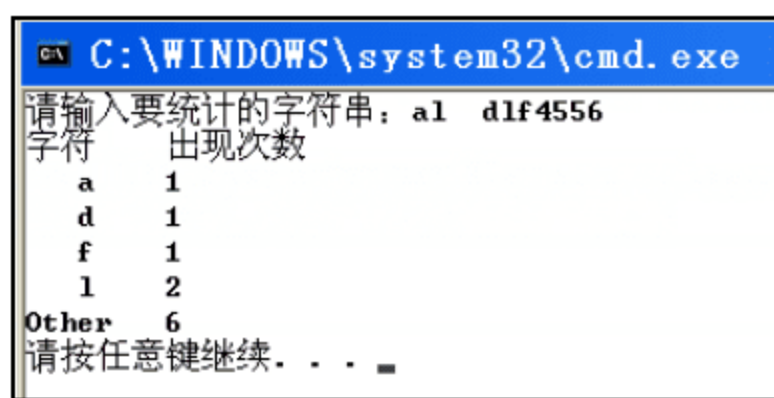 C:\WINDOWS\system32\cmd.exe
请输入要统计的字符串：al  dlf4556
字符    出现次数
a    1
d    1
f    1
l    2
Other    6
请按任意键继续. . . _